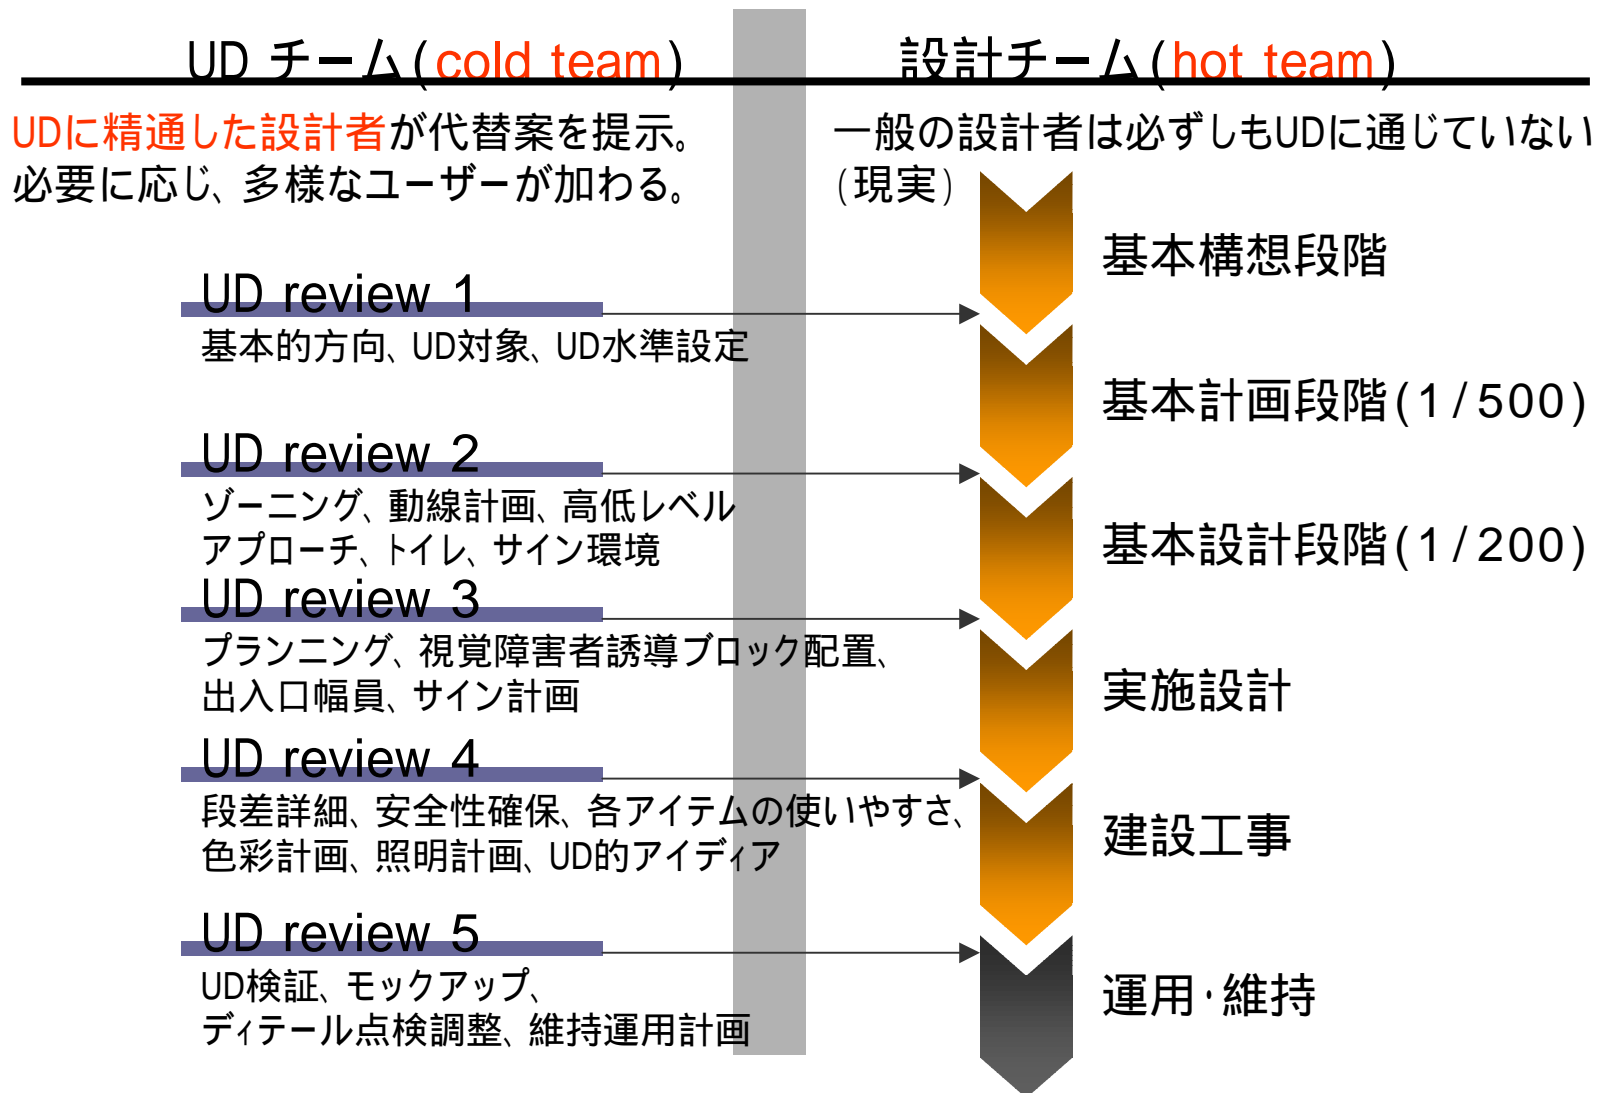 UD チーム(cold team)
設計チーム(hot team)
UDに精通した設計者が代替案を提示。
必要に応じ、多様なユーザーが加わる。
一般の設計者は必ずしもUDに通じていない
(現実)
基本構想段階
UD review 1
基本的方向、UD対象、UD水準設定
基本計画段階(1/500)
UD review 2
ゾーニング、動線計画、高低レベル
アプローチ、トイレ、サイン環境
基本設計段階(1/200)
UD review 3
プランニング、視覚障害者誘導ブロック配置、
出入口幅員、サイン計画
実施設計
UD review 4
段差詳細、安全性確保、各アイテムの使いやすさ、
色彩計画、照明計画、UD的アイディア
建設工事
UD review 5
UD検証、モックアップ、
ディテール点検調整、維持運用計画
運用・維持